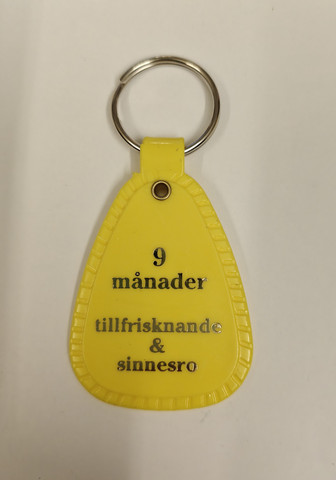 9
månader
tillfrisknande
&
sinnesro